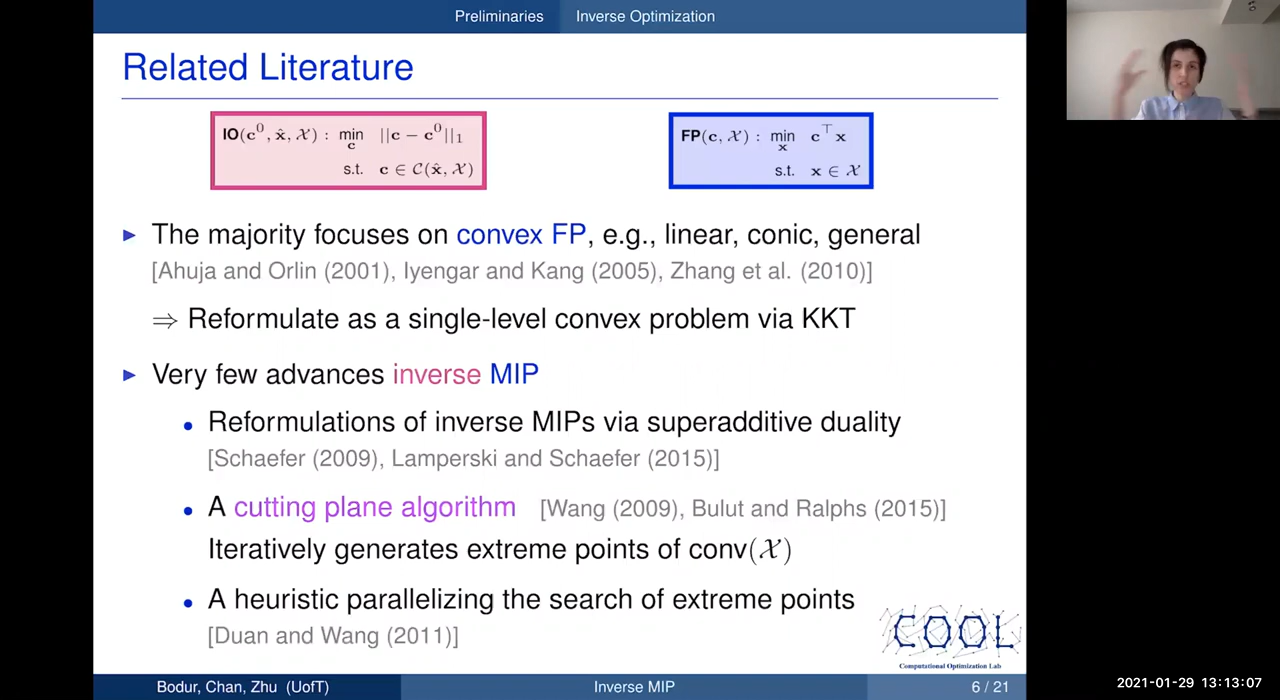 Preliminaries Inverse Optimization
Related Literature
IO(c⁰, x̂, 𝒳) : min_c ||c − c⁰||₁
s.t. c ∈ 𝒞(x̂, 𝒳)
FP(c, 𝒳) : min_x c^⊤ x
s.t. x ∈ 𝒳
▶ The majority focuses on convex FP, e.g., linear, conic, general
[Ahuja and Orlin (2001), Iyengar and Kang (2005), Zhang et al. (2010)]
⇒ Reformulate as a single-level convex problem via KKT
▶ Very few advances inverse MIP
• Reformulations of inverse MIPs via superadditive duality
[Schaefer (2009), Lamperski and Schaefer (2015)]
• A cutting plane algorithm [Wang (2009), Bulut and Ralphs (2015)]
Iteratively generates extreme points of conv(𝒳)
• A heuristic parallelizing the search of extreme points
[Duan and Wang (2011)]
COOL
Computational Optimization Lab
Bodur, Chan, Zhu (UofT) Inverse MIP 6 / 21
2021-01-29 13:13:07